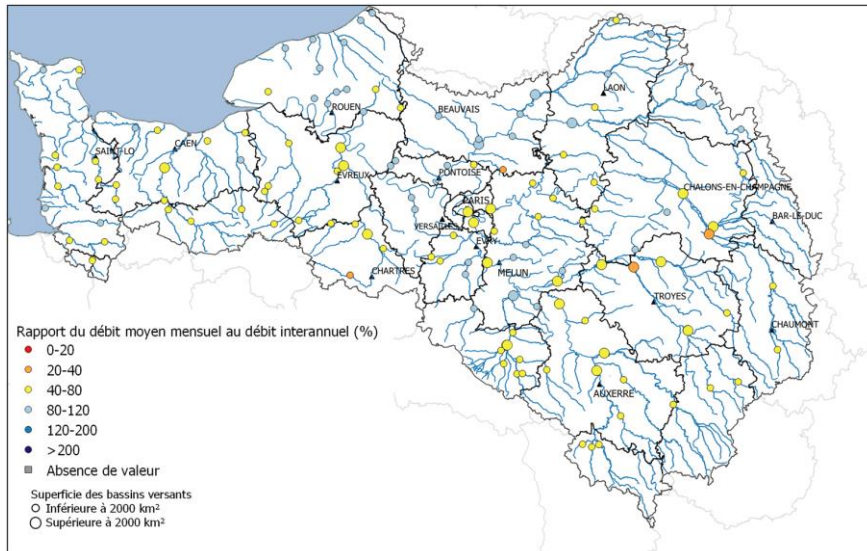 LAON
BEAUVAIS
ROUEN
CAEN
SAINT-LO
EVREUX
PONTOISE
CHALONS-EN-CHAMPAGNE
PARIS
BAR-LE-DUC
VERSAILLES
EVRY
MELUN
CHARTRES
TROYES
CHAUMONT
AUXERRE
Rapport du débit moyen mensuel au débit interannuel (%)
0-20
20-40
40-80
80-120
120-200
>200
Absence de valeur
Superficie des bassins versants
Inférieure à 2000 km²
Supérieure à 2000 km²